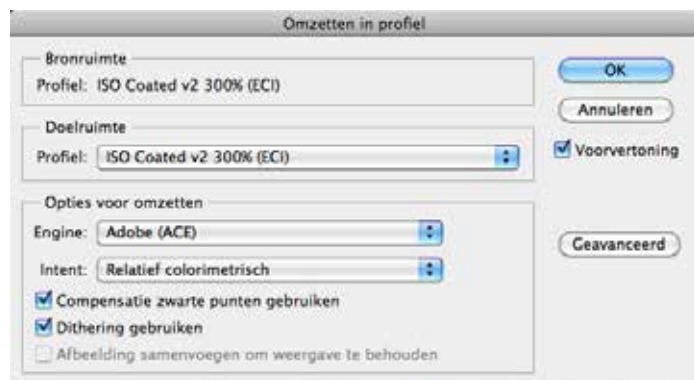 Omzetten in profiel
Bronruimte
Profiel: ISO Coated v2 300% (ECI)
OK
Annuleren
Doelruimte
Profiel: ISO Coated v2 300% (ECI)
Voorvertoning
Opties voor omzetten
Engine: Adobe (ACE)
Geavanceerd
Intent: Relatief colorimetrisch
Compensatie zwarte punten gebruiken
Dithering gebruiken
Afbeelding samenvoegen om weergave te behouden